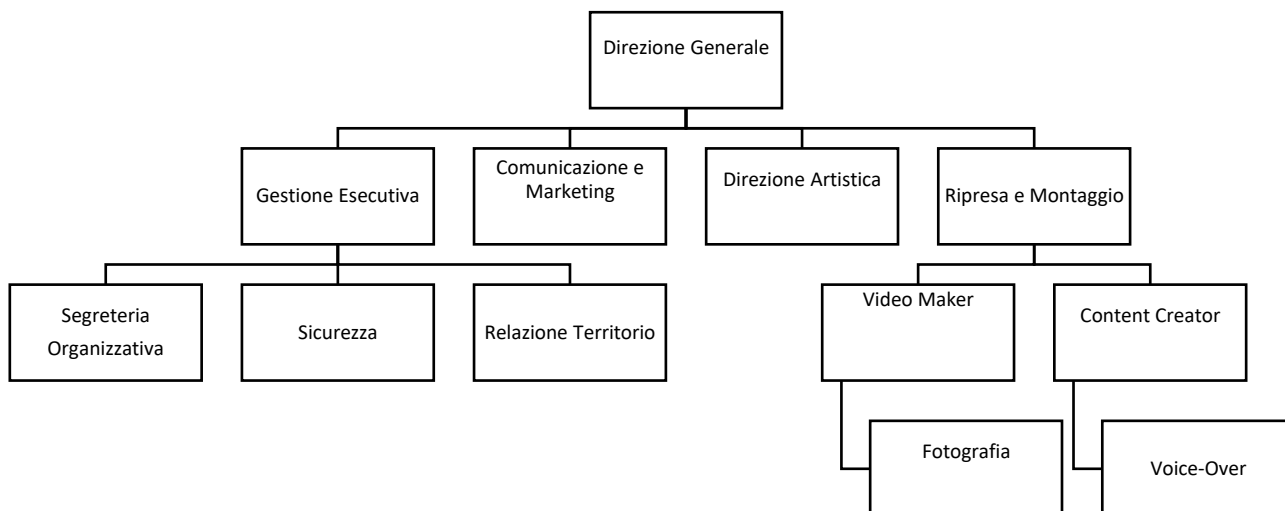 Direzione Generale
Gestione Esecutiva
Comunicazione e
Marketing
Direzione Artistica
Ripresa e Montaggio
Segreteria
Organizzativa
Sicurezza
Relazione Territorio
Video Maker
Content Creator
Fotografia
Voice-Over